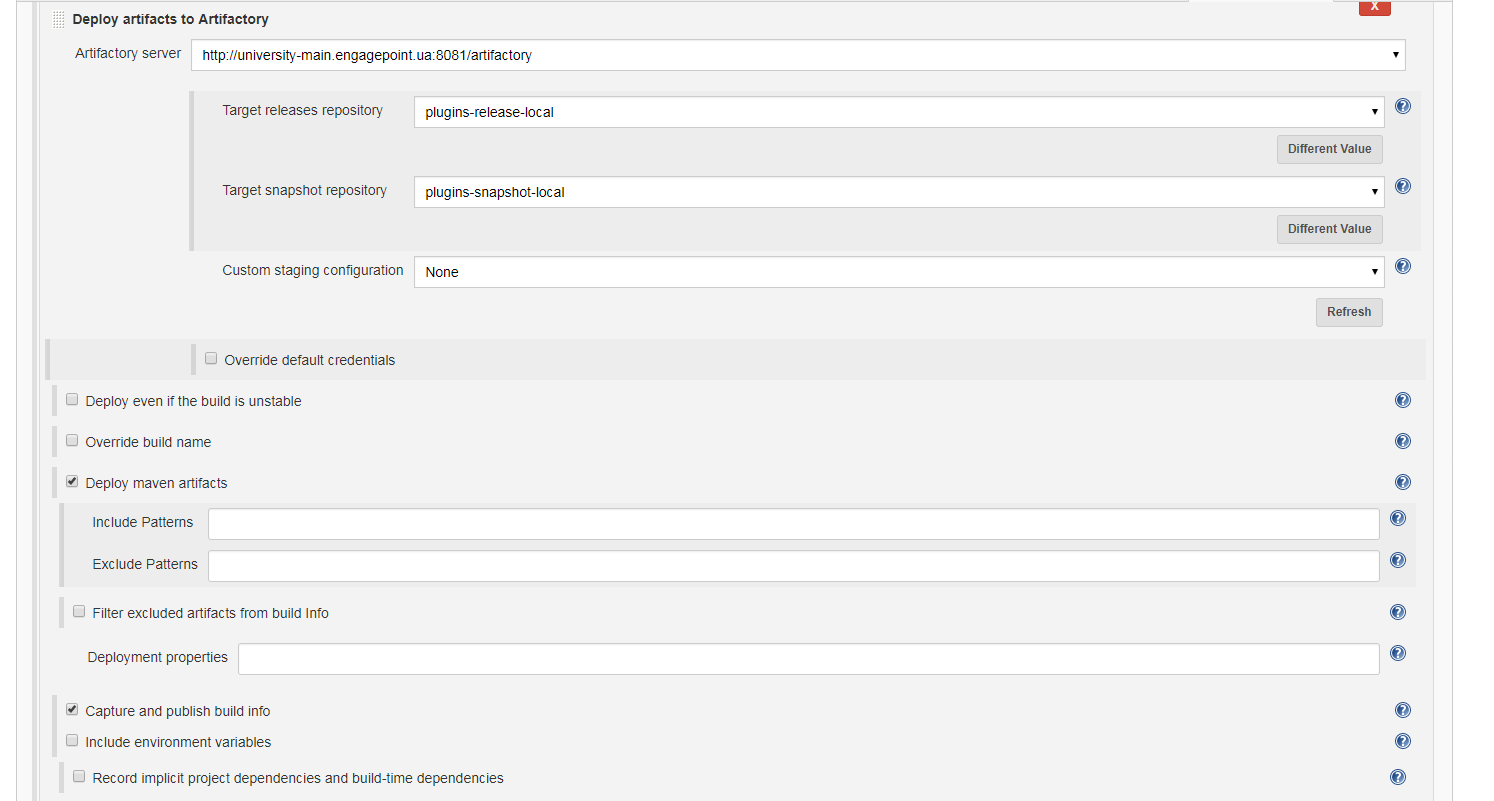 Deploy artifacts to Artifactory
X
Artifactory server
http://university-main.engagepoint.ua:8081/artifactory
Target releases repository
plugins-release-local
Different Value
Target snapshot repository
plugins-snapshot-local
Different Value
Custom staging configuration
None
Refresh
Override default credentials
Deploy even if the build is unstable
Override build name
Deploy maven artifacts
Include Patterns
Exclude Patterns
Filter excluded artifacts from build Info
Deployment properties
Capture and publish build info
Include environment variables
Record implicit project dependencies and build-time dependencies